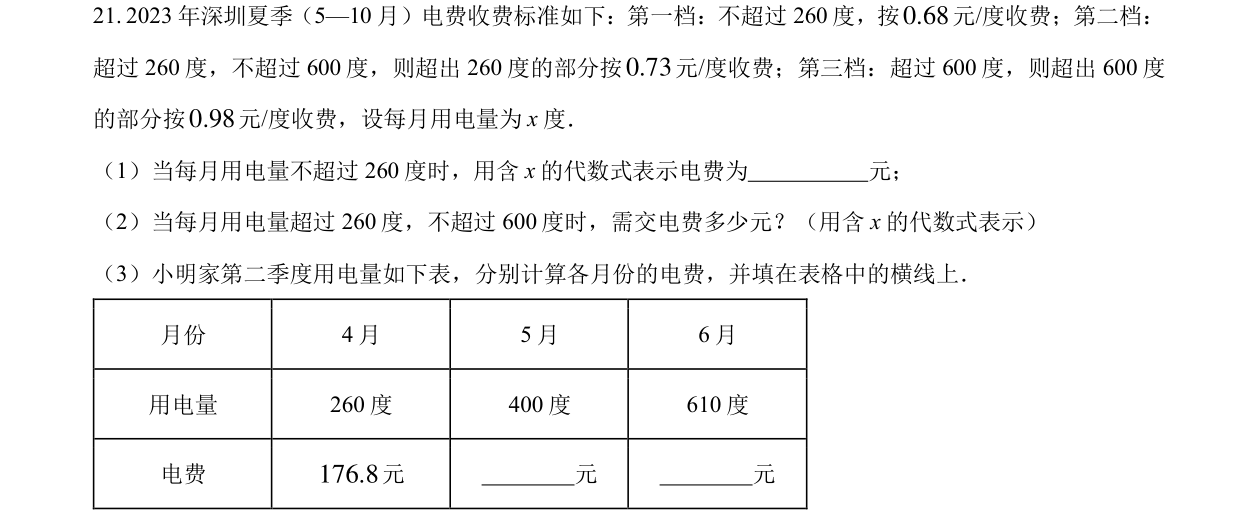 21. 2023 年深圳夏季（5—10 月）电费收费标准如下：第一档：不超过 260 度，按 0.68 元/度收费；第二档：
超过 260 度，不超过 600 度，则超出 260 度的部分按 0.73 元/度收费；第三档：超过 600 度，则超出 600 度
的部分按 0.98 元/度收费，设每月用电量为 x 度．
（1）当每月用电量不超过 260 度时，用含 x 的代数式表示电费为__________元；
（2）当每月用电量超过 260 度，不超过 600 度时，需交电费多少元？（用含 x 的代数式表示）
（3）小明家第二季度用电量如下表，分别计算各月份的电费，并填在表格中的横线上．
月份 4 月 5 月 6 月
用电量 260 度 400 度 610 度
电费 176.8 元 ________元 ________元